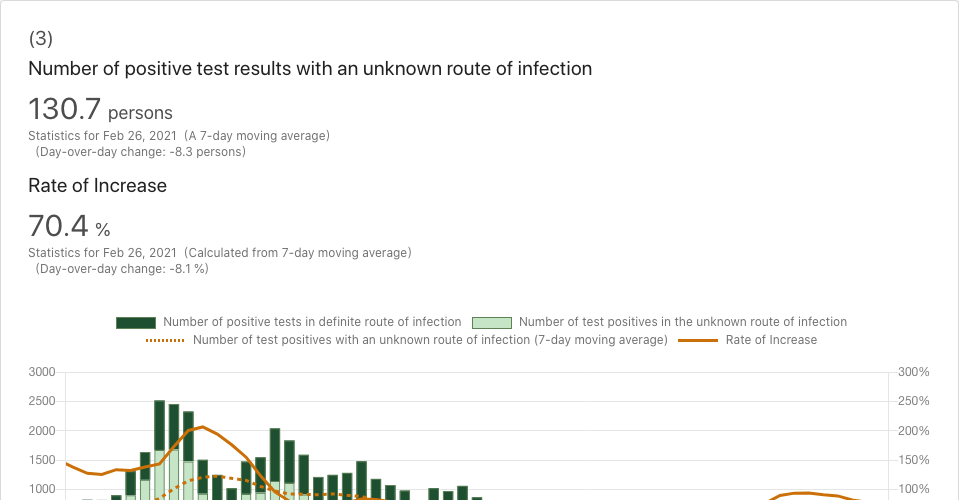 (3)
Number of positive test results with an unknown route of infection
130.7 persons
Statistics for Feb 26, 2021 (A 7-day moving average)
(Day-over-day change: -8.3 persons)
Rate of Increase
70.4 %
Statistics for Feb 26, 2021 (Calculated from 7-day moving average)
(Day-over-day change: -8.1 %)
Number of positive tests in definite route of infection Number of test positives in the unknown route of infection
Number of test positives with an unknown route of infection (7-day moving average) Rate of Increase
3000 300%
2500 250%
2000 200%
1500 150%
1000 100%